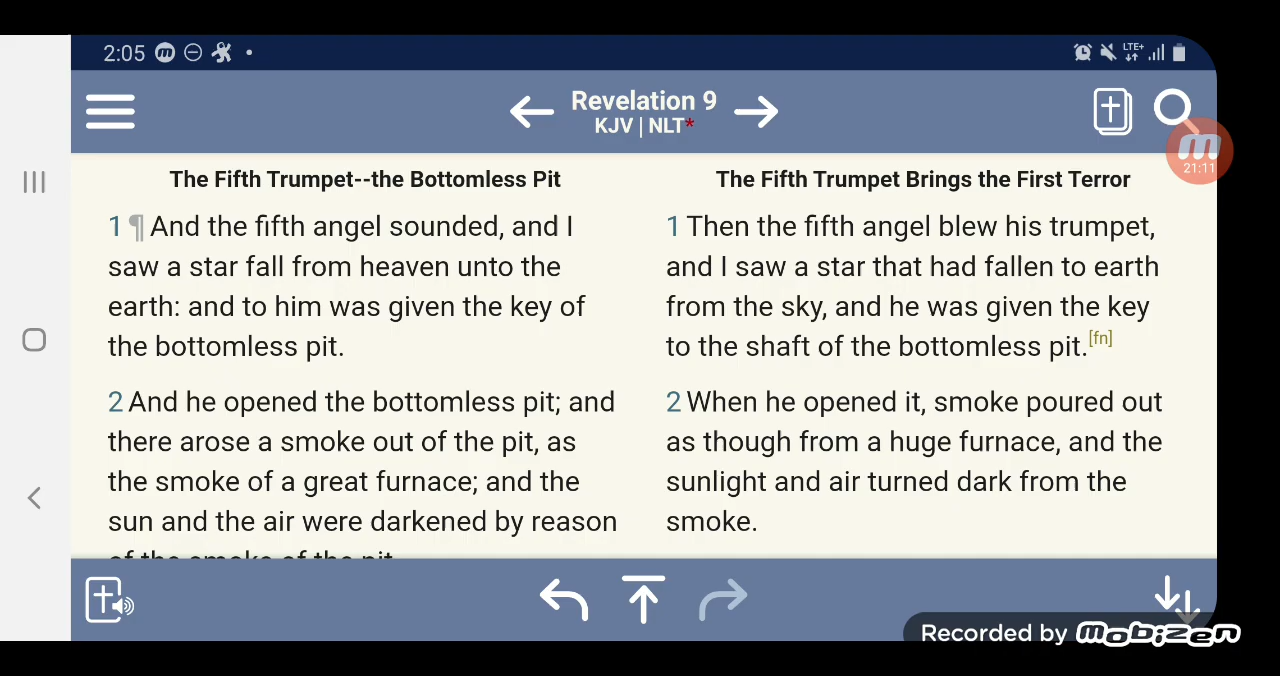 2:05
LTE+
Revelation 9
KJV | NLT*
21:11
The Fifth Trumpet--the Bottomless Pit
1 ¶ And the fifth angel sounded, and I
saw a star fall from heaven unto the
earth: and to him was given the key of
the bottomless pit.
2 And he opened the bottomless pit; and
there arose a smoke out of the pit, as
the smoke of a great furnace; and the
sun and the air were darkened by reason
of the smoke of the pit.
The Fifth Trumpet Brings the First Terror
1 Then the fifth angel blew his trumpet,
and I saw a star that had fallen to earth
from the sky, and he was given the key
to the shaft of the bottomless pit.[fn]
2 When he opened it, smoke poured out
as though from a huge furnace, and the
sunlight and air turned dark from the
smoke.
Recorded by mobizen